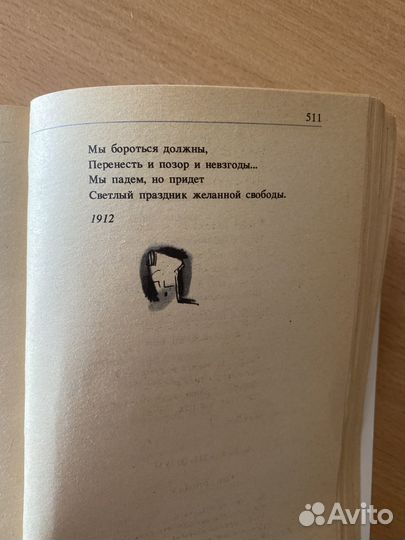 511
Мы бороться должны,
Перенесть и позор и невзгоды...
Мы падем, но придет
Светлый праздник желанной свободы.
1912
Avito